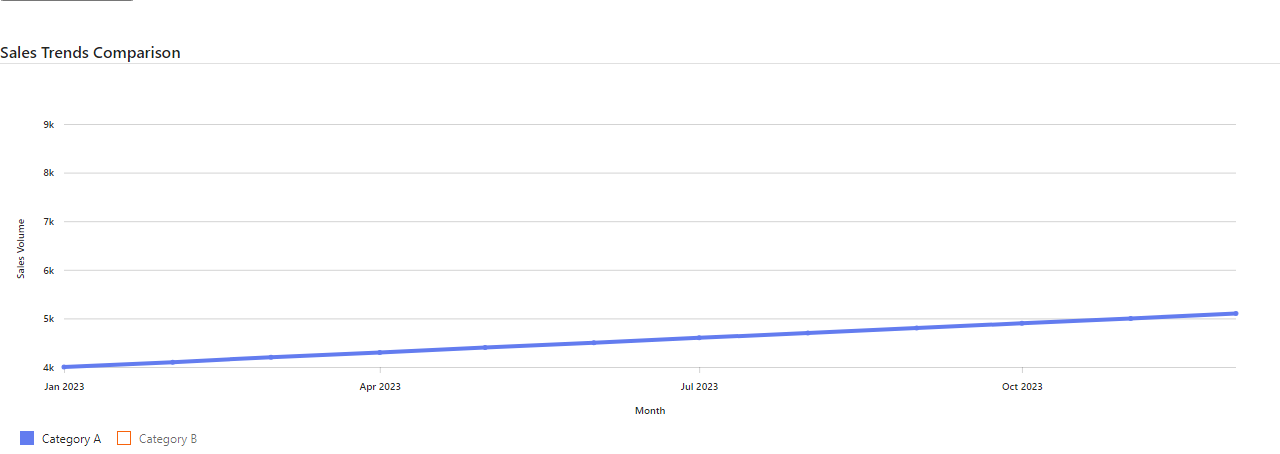 Sales Trends Comparison
9k
8k
7k
6k
5k
4k
Sales Volume
Jan 2023 Apr 2023 Jul 2023 Oct 2023
Month
Category A Category B